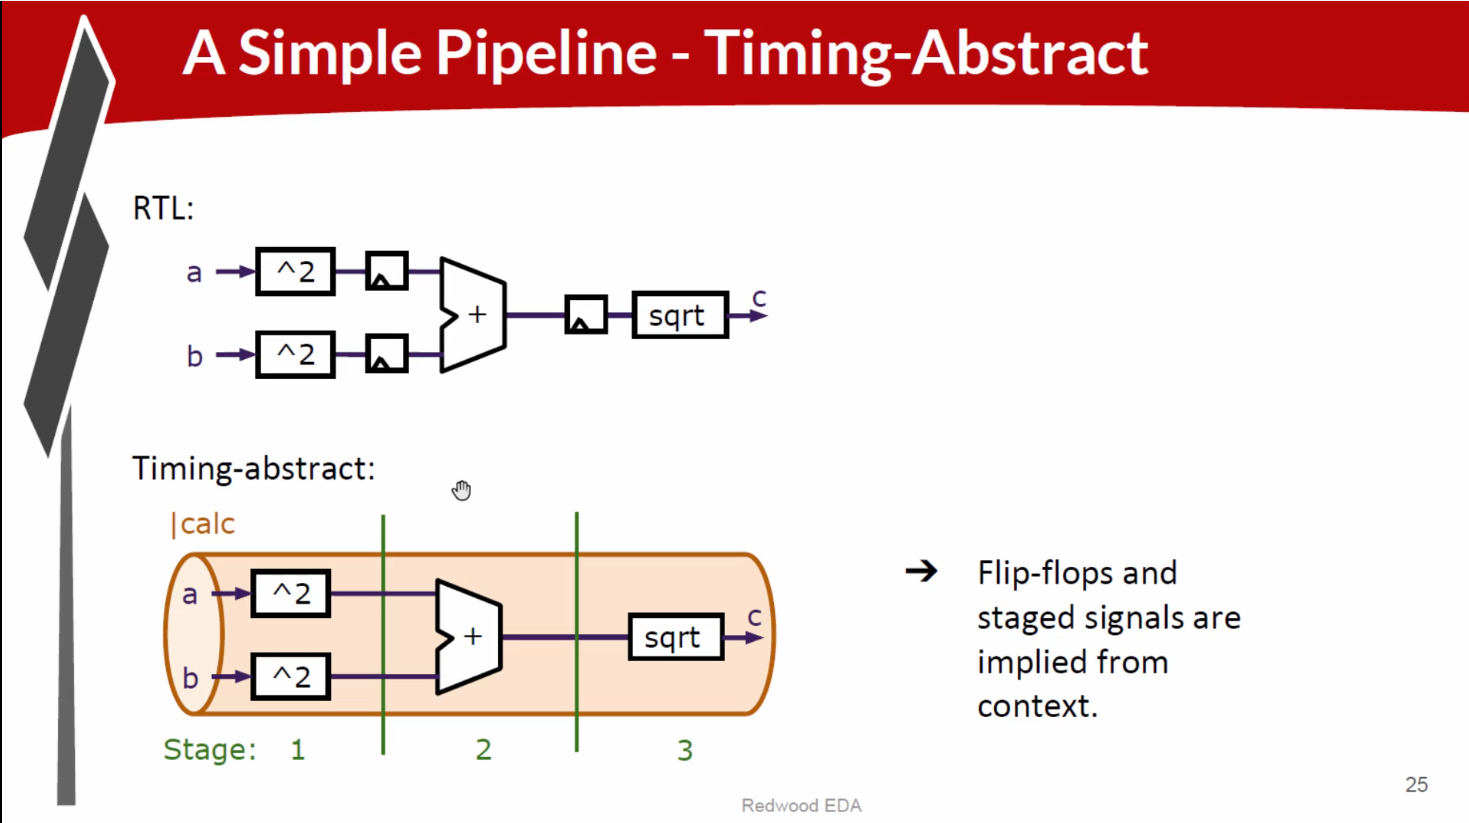 A Simple Pipeline - Timing-Abstract
RTL:
a
^2
b
^2
+
sqrt
c
Timing-abstract:
|calc
a
^2
b
^2
+
sqrt
c
Stage: 1 2 3
➔ Flip-flops and
staged signals are
implied from
context.
25
Redwood EDA